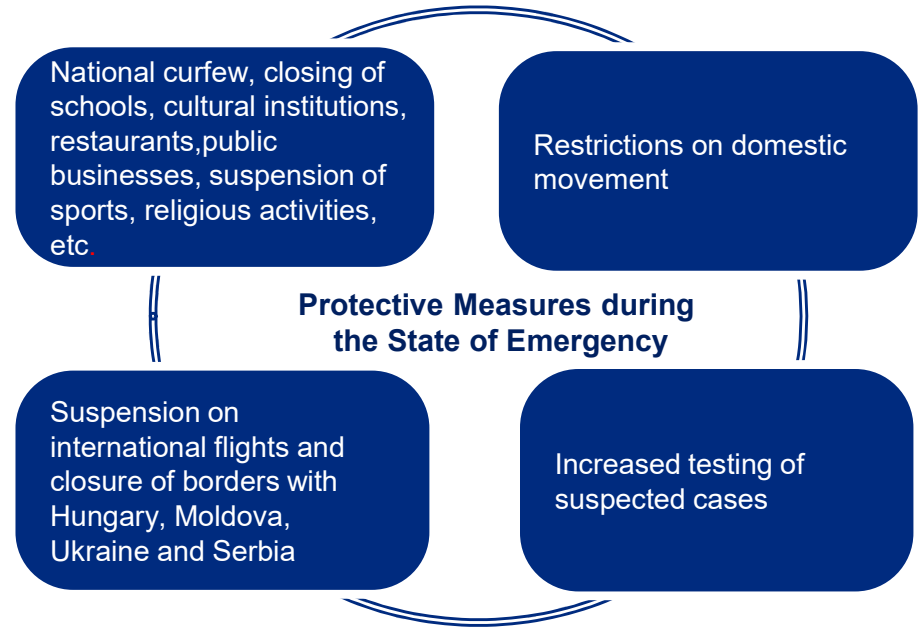 National curfew, closing of
schools, cultural institutions,
restaurants,public
businesses, suspension of
sports, religious activities,
etc.
Restrictions on domestic
movement
Protective Measures during
the State of Emergency
Suspension on
international flights and
closure of borders with
Hungary, Moldova,
Ukraine and Serbia
Increased testing of
suspected cases